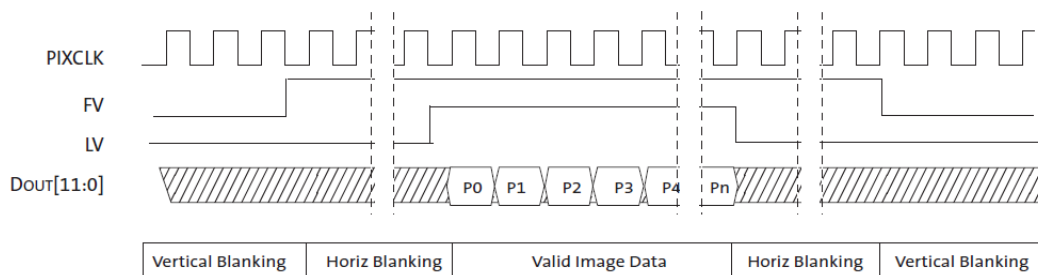 PIXCLK
FV
LV
DOUT[11:0]
P0 P1 P2 P3 P4 Pn
Vertical Blanking Horiz Blanking Valid Image Data Horiz Blanking Vertical Blanking